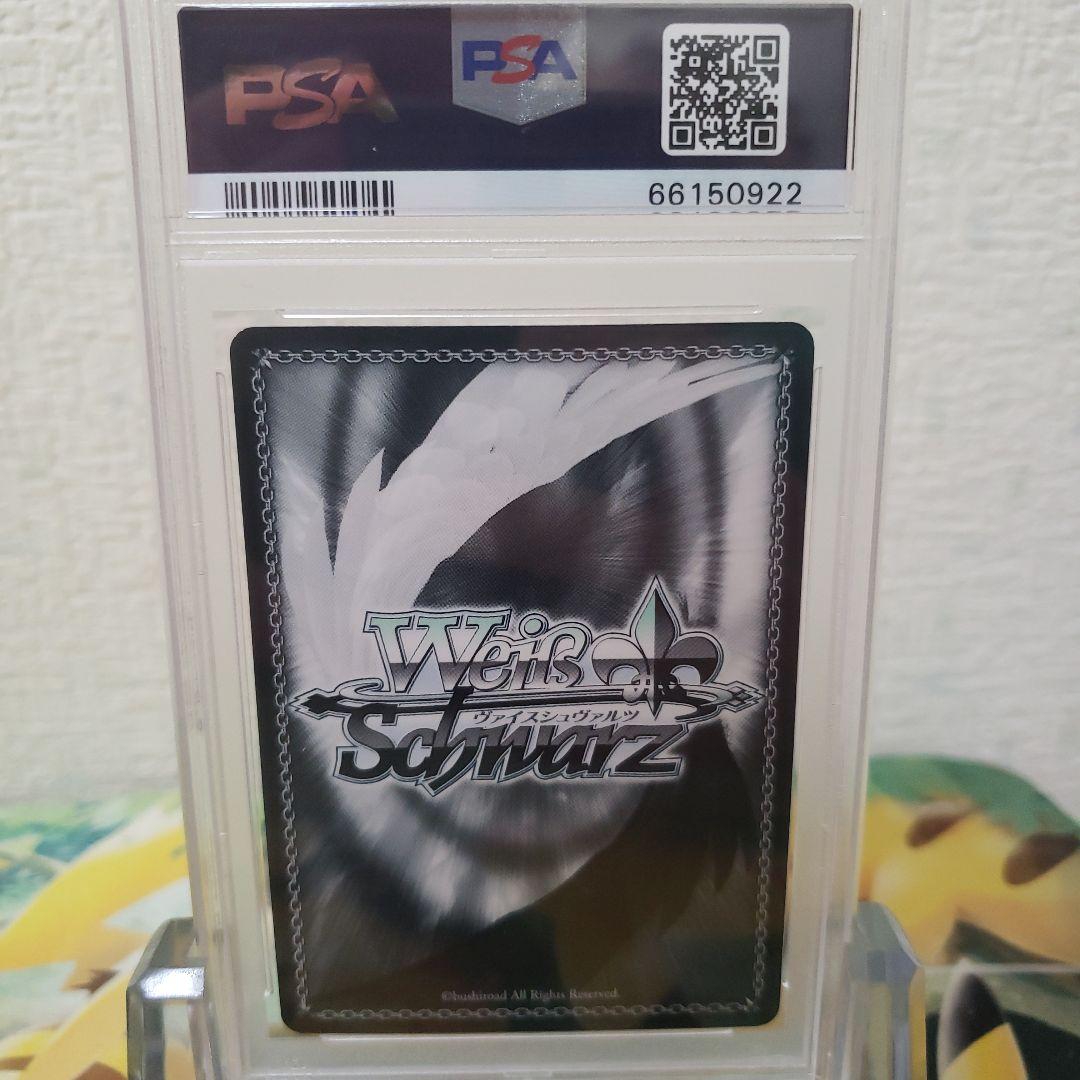 PSA
PSA
66150922
Weiß
ヴァイスシュヴァルツ
Schwarz
©bushiroad All Rights Reserved.